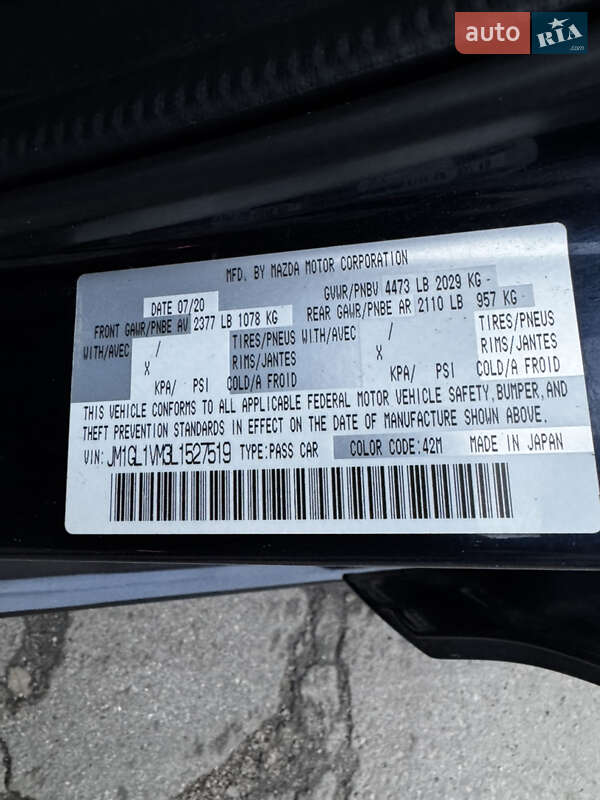 auto RIA.com
MFD. BY MAZDA MOTOR CORPORATION
DATE 07/20 GVWR/PNBV 4473 LB 2029 KG
FRONT GAWR/PNBE AV 2377 LB 1078 KG REAR GAWR/PNBE AR 2110 LB 957 KG
WITH/AVEC / TIRES/PNEUS WITH/AVEC / TIRES/PNEUS
X RIMS/JANTES X RIMS/JANTES
KPA/ PSI COLD/A FROID KPA/ PSI COLD/A FROID
THIS VEHICLE CONFORMS TO ALL APPLICABLE FEDERAL MOTOR VEHICLE SAFETY, BUMPER, AND
THEFT PREVENTION STANDARDS IN EFFECT ON THE DATE OF MANUFACTURE SHOWN ABOVE.
VIN: JM1GL1VM3L1527519 TYPE:PASS CAR COLOR CODE:42M MADE IN JAPAN